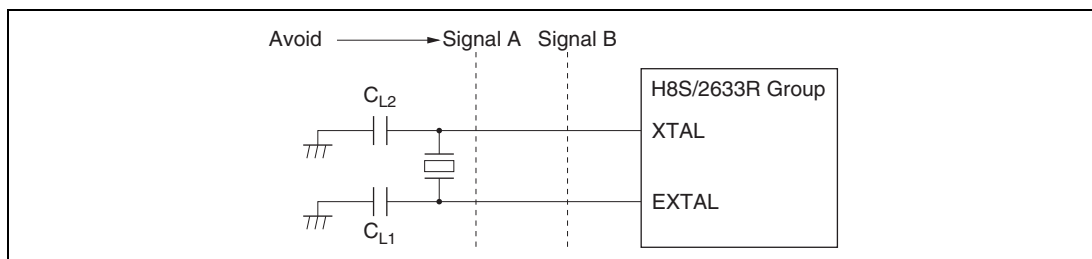 Avoid Signal A Signal B
H8S/2633R Group
CL2
XTAL
EXTAL
CL1